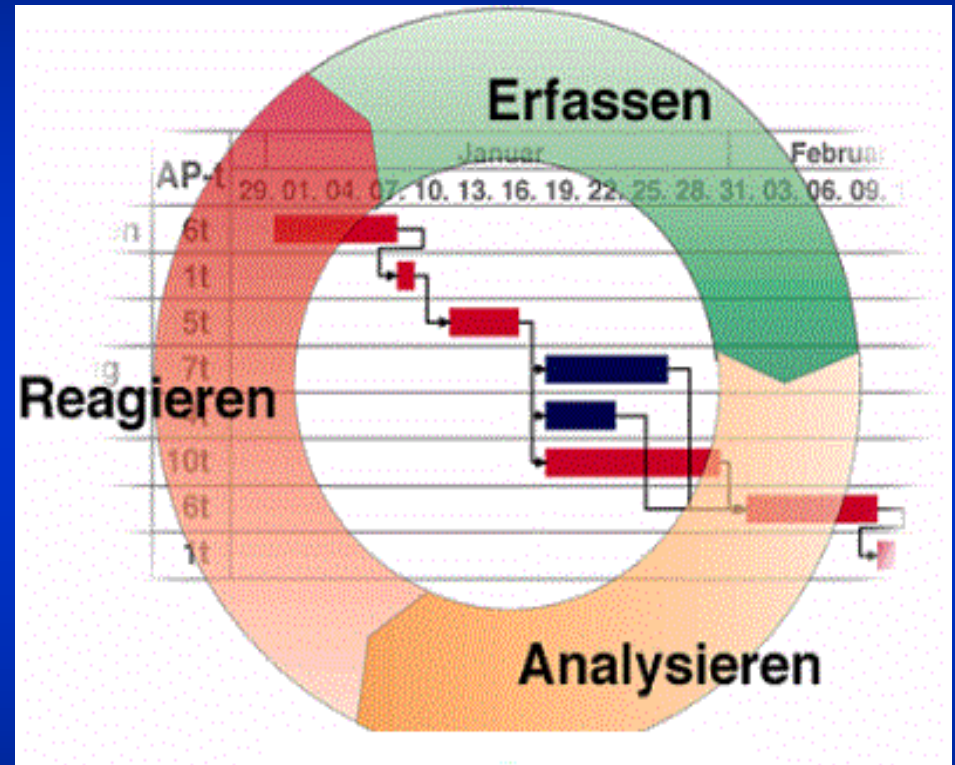 Erfassen
Januar
Februar
AP-t
29. 01. 04. 07. 10. 13. 16. 19. 22. 25. 28. 31. 03. 06. 09.
n
6t
1t
5t
g
7t
Reagieren
10t
6t
1t
Analysieren